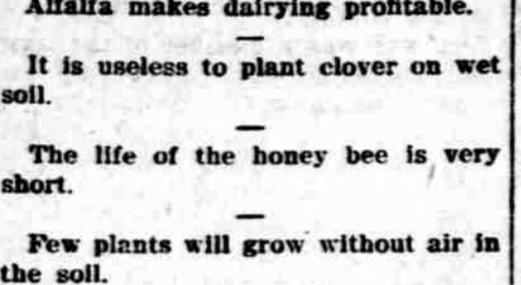 Alfalfa makes dairying profitable.
It is useless to plant clover on wet
soil.
The life of the honey bee is very
short.
Few plants will grow without air in
the soil.